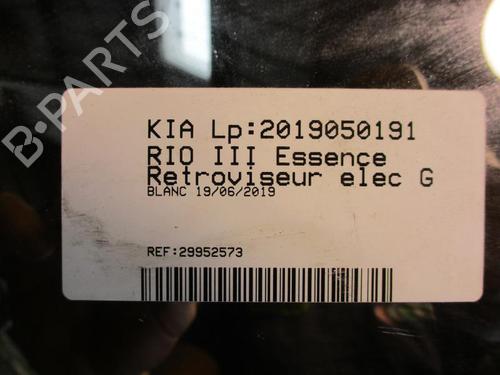 B-PARTS
KIA Lp:2019050191
RIO III Essence
Retroviseur elec G
BLANC 19/06/2019
REF:29952573